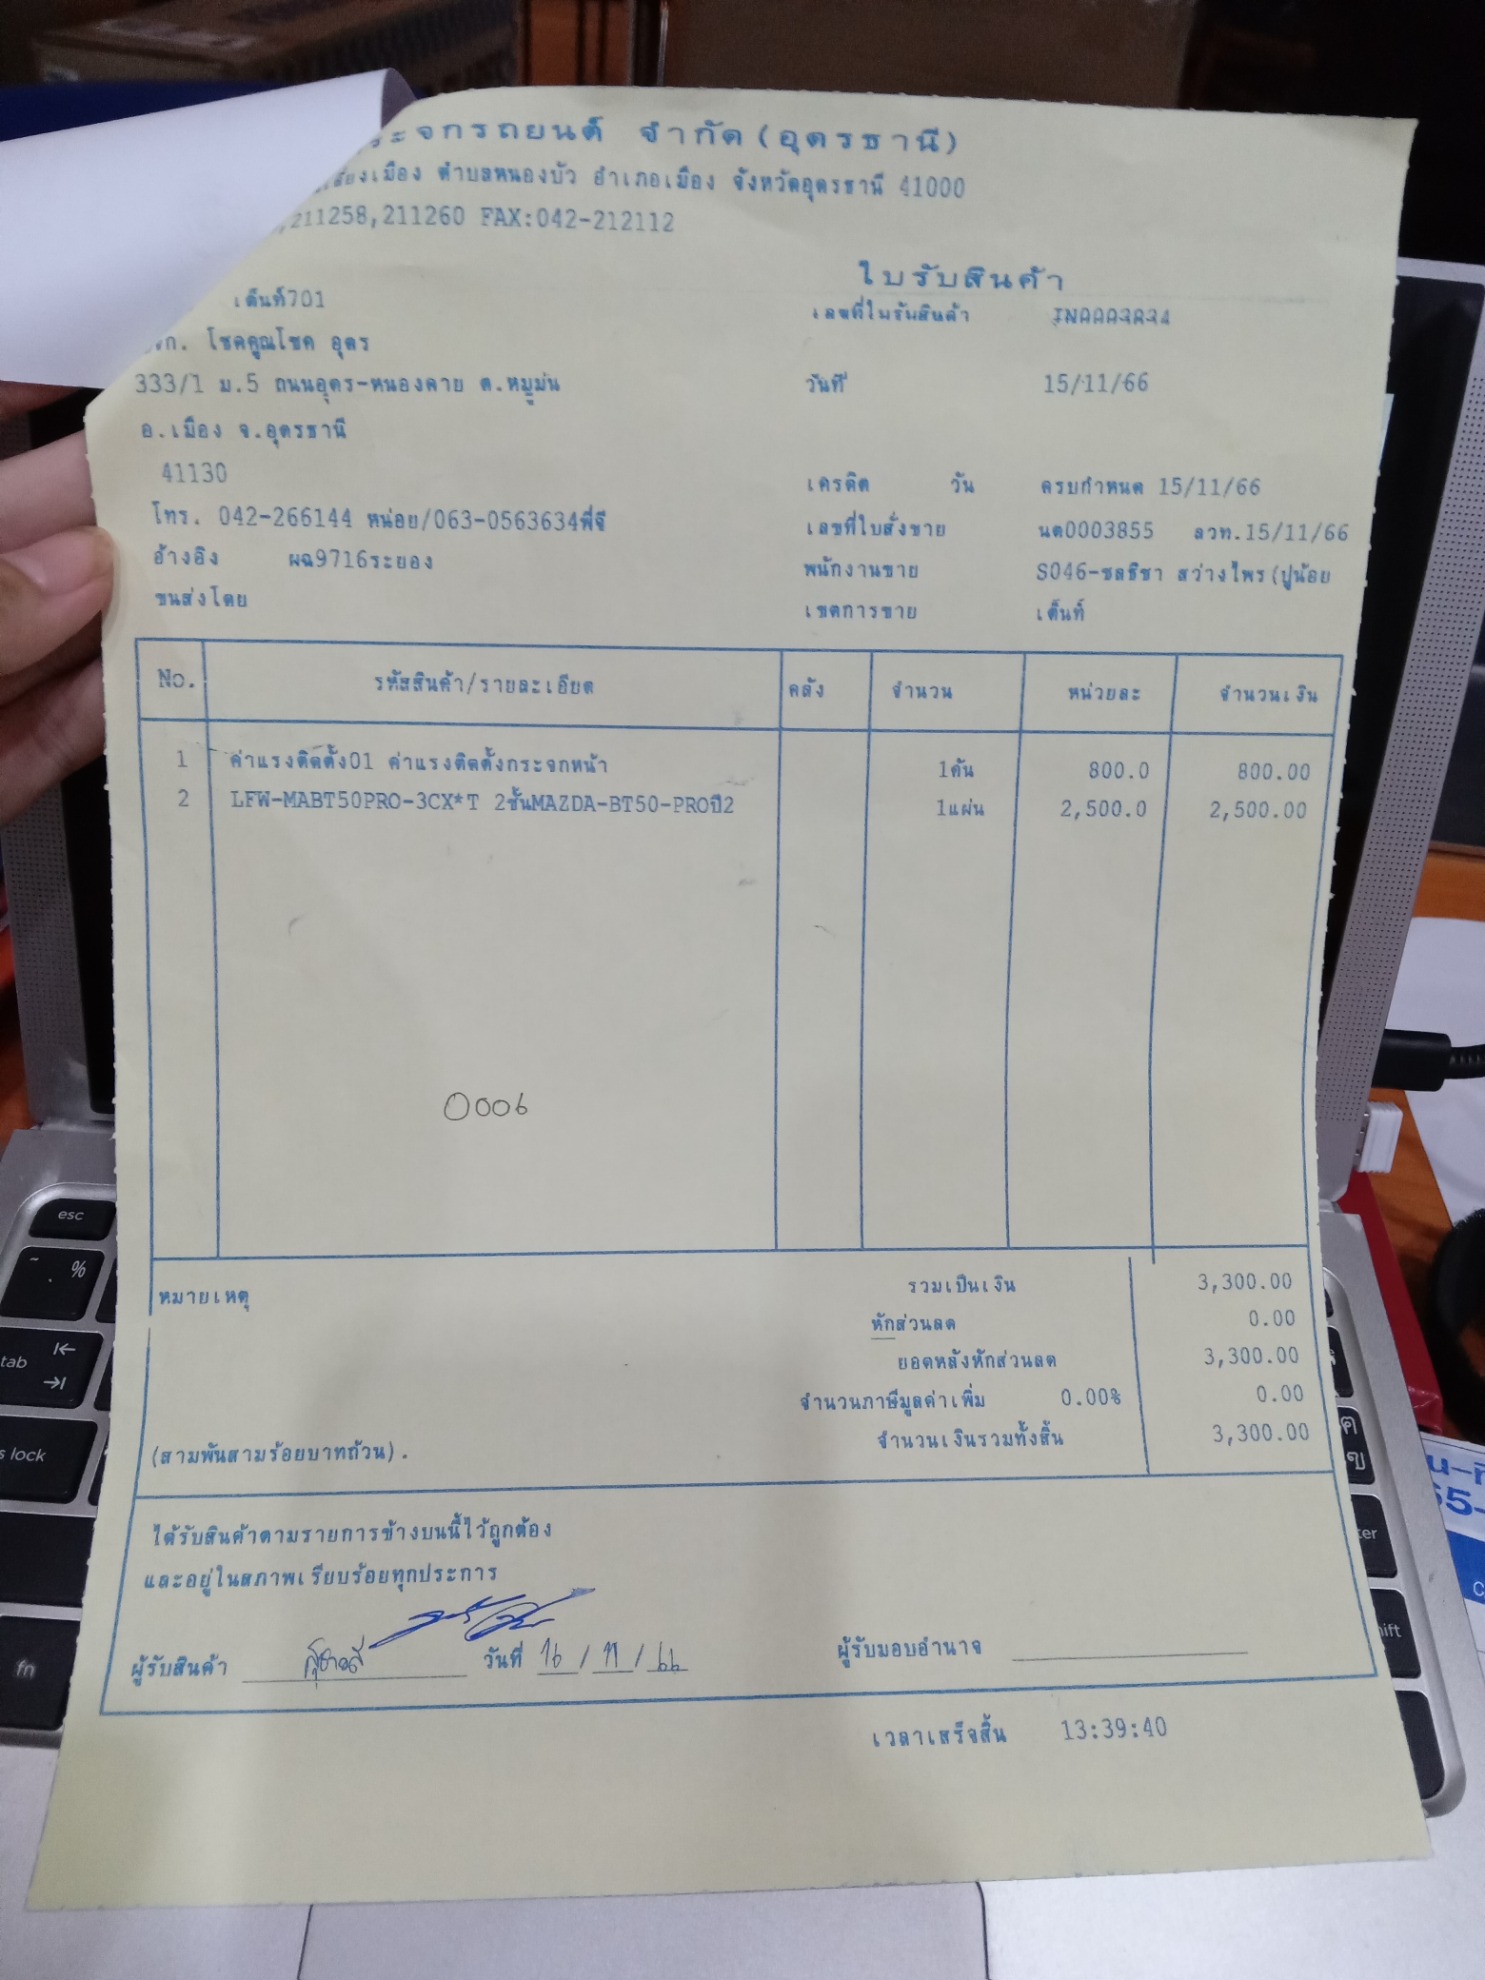 ระจกรถยนต์ จำกัด(อุดรธานี)
เมือง ตำบลหนองบัว อำเภอเมือง จังหวัดอุดรธานี 41000
,211258,211260 FAX:042-212112
ใบรับสินค้า
เต็นท์701
เลขที่ใบรับสินค้า
จก. โชคคูณโชค อุดร
333/1 ม.5 ถนนอุดร-หนองคาย ต.หมูม่น
วันที่ 15/11/66
อ.เมือง จ.อุดรธานี
41130
เครดิต วัน ครบกำหนด 15/11/66
โทร. 042-266144 หน่อย/063-0563634พี่จี
เลขที่ใบสั่งขาย นด0003855 ลวท.15/11/66
อ้างอิง ผฉ9716ระยอง
พนักงานขาย S046-ชลธิชา สว่างไพร(ปูน้อย
ขนส่งโดย
เขตการขาย เต็นท์
No. รหัสสินค้า/รายละเอียด คลัง จำนวน หน่วยละ จำนวนเงิน
1 ค่าแรงติดตั้ง01 ค่าแรงติดตั้งกระจกหน้า 1คัน 800.0 800.00
2 LFW-MABT50PRO-3CX*T 2ชั้นMAZDA-BT50-PROปี2 1แผ่น 2,500.0 2,500.00
0006
หมายเหตุ
รวมเป็นเงิน 3,300.00
หักส่วนลด 0.00
ยอดหลังหักส่วนลด 3,300.00
จำนวนภาษีมูลค่าเพิ่ม 0.00% 0.00
(สามพันสามร้อยบาทถ้วน). จำนวนเงินรวมทั้งสิ้น 3,300.00
ได้รับสินค้าตามรายการข้างบนนี้ไว้ถูกต้อง
และอยู่ในสภาพเรียบร้อยทุกประการ
ผู้รับสินค้า วันที่ 16/11/66 ผู้รับมอบอำนาจ
เวลาเสร็จสิ้น 13:39:40
esc
%
tab
s lock
fn